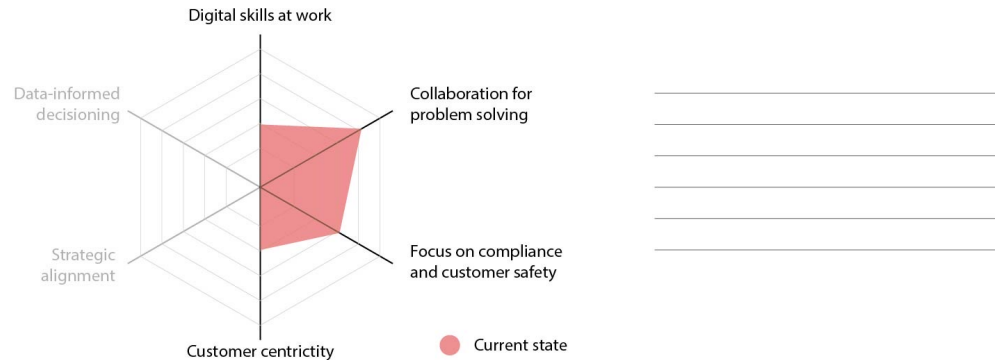 Digital skills at work
Data-informed
decisioning
Collaboration for
problem solving
Strategic
alignment
Focus on compliance
and customer safety
Customer centrictity
Current state